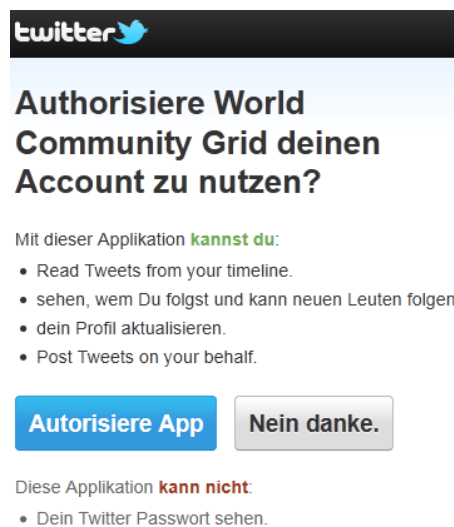 twitter
Authorisiere World
Community Grid deinen
Account zu nutzen?
Mit dieser Applikation kannst du:
• Read Tweets from your timeline.
• sehen, wem Du folgst und kann neuen Leuten folgen
• dein Profil aktualisieren.
• Post Tweets on your behalf.
Autorisiere App
Nein danke.
Diese Applikation kann nicht:
• Dein Twitter Passwort sehen.